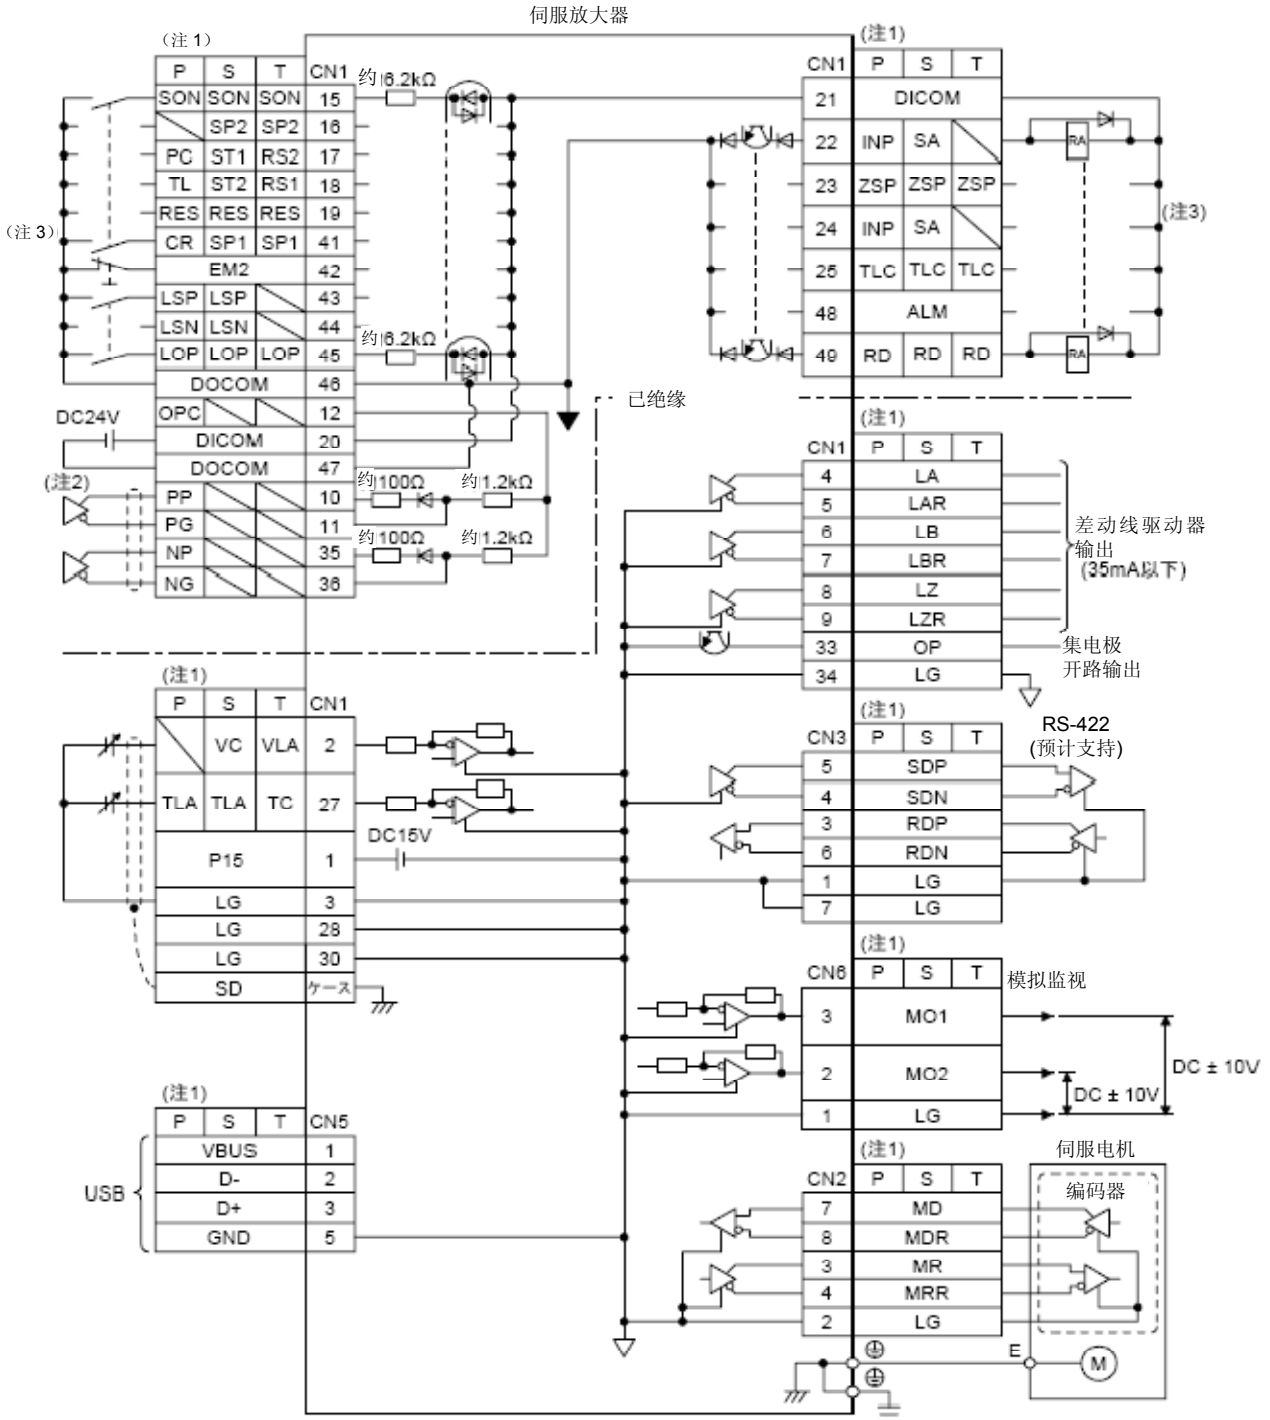 伺服放大器
（注 1）
P S T CN1
约6.2kΩ
SON SON SON 15
SP2 SP2 16
PC ST1 RS2 17
TL ST2 RS1 18
RES RES RES 19
（注 3）
CR SP1 SP1 41
EM2 42
LSP LSP 43
LSN LSN 44
约6.2kΩ
LOP LOP LOP 45
DOCOM 46
DC24V
OPC 12
DICOM 20
DOCOM 47
(注2)
约100Ω 约1.2kΩ
PP 10
PG 11
约100Ω 约1.2kΩ
NP 35
NG 36
已绝缘
(注1)
CN1 P S T
21 DICOM
22 INP SA
RA
23 ZSP ZSP ZSP
(注3)
24 INP SA
25 TLC TLC TLC
48 ALM
49 RD RD RD
RA
(注1)
CN1 P S T
4 LA
5 LAR
6 LB
7 LBR
8 LZ
9 LZR
差动线驱动器
输出
(35mA以下)
33 OP
34 LG
集电极
开路输出
(注1)
P S T CN1
VC VLA 2
TLA TLA TC 27
DC15V
P15 1
LG 3
LG 28
LG 30
SD ケース
(注1)
CN3 P S T
RS-422
(预计支持)
5 SDP
4 SDN
3 RDP
6 RDN
1 LG
7 LG
(注1)
CN6 P S T
模拟监视
3 MO1
2 MO2
1 LG
DC ± 10V
DC ± 10V
(注1)
P S T CN5
USB
VBUS 1
D- 2
D+ 3
GND 5
(注1)
CN2 P S T
伺服电机
编码器
7 MD
8 MDR
3 MR
4 MRR
2 LG
E
M